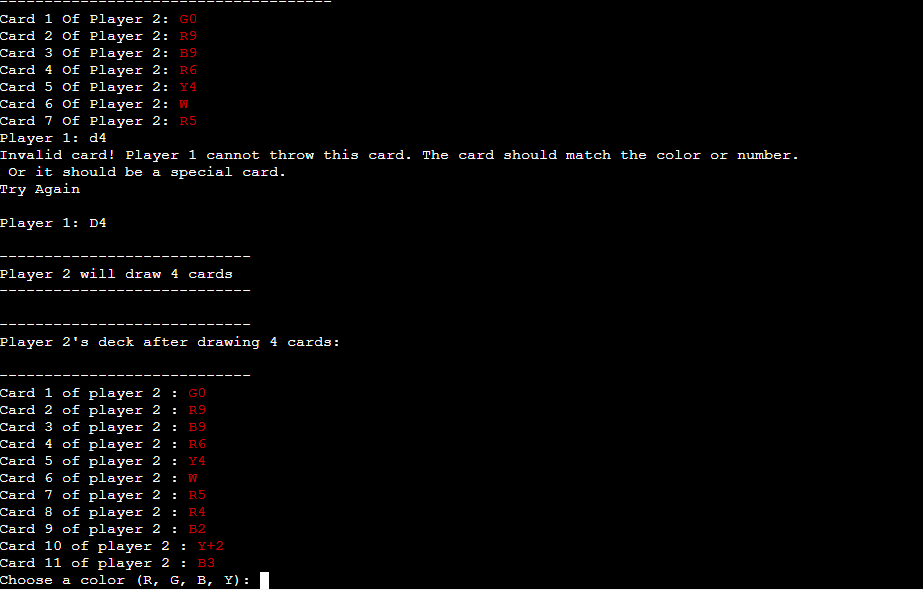 -------------------------------------
Card 1 Of Player 2: G0
Card 2 Of Player 2: R9
Card 3 Of Player 2: B9
Card 4 Of Player 2: R6
Card 5 Of Player 2: Y4
Card 6 Of Player 2: W
Card 7 Of Player 2: R5
Player 1: d4
Invalid card! Player 1 cannot throw this card. The card should match the color or number.
 Or it should be a special card.
Try Again
Player 1: D4
----------------------------
Player 2 will draw 4 cards
----------------------------
----------------------------
Player 2's deck after drawing 4 cards:
----------------------------
Card 1 of player 2 : G0
Card 2 of player 2 : R9
Card 3 of player 2 : B9
Card 4 of player 2 : R6
Card 5 of player 2 : Y4
Card 6 of player 2 : W
Card 7 of player 2 : R5
Card 8 of player 2 : R4
Card 9 of player 2 : B2
Card 10 of player 2 : Y+2
Card 11 of player 2 : B3
Choose a color (R, G, B, Y):